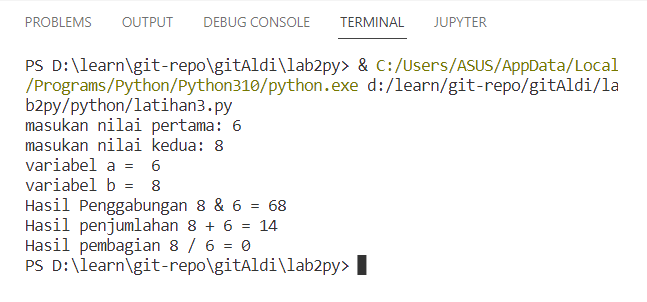 PROBLEMS OUTPUT DEBUG CONSOLE TERMINAL JUPYTER
PS D:\learn\git-repo\gitAldi\lab2py> & C:/Users/ASUS/AppData/Local
/Programs/Python/Python310/python.exe d:/learn/git-repo/gitAldi/la
b2py/python/latihan3.py
masukan nilai pertama: 6
masukan nilai kedua: 8
variabel a =  6
variabel b =  8
Hasil Penggabungan 8 & 6 = 68
Hasil penjumlahan 8 + 6 = 14
Hasil pembagian 8 / 6 = 0
PS D:\learn\git-repo\gitAldi\lab2py>